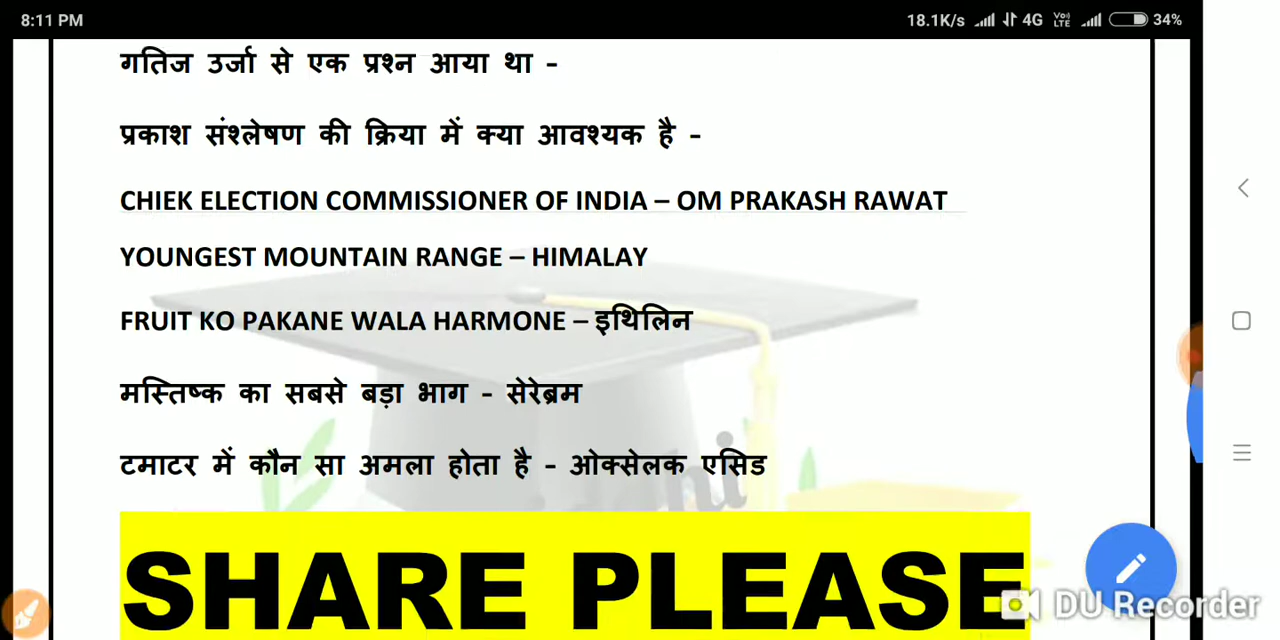 8:11 PM 18.1K/s 4G Vo) LTE 34%
गतिज उर्जा से एक प्रश्न आया था -
प्रकाश संश्लेषण की क्रिया में क्या आवश्यक है -
CHIEK ELECTION COMMISSIONER OF INDIA – OM PRAKASH RAWAT
YOUNGEST MOUNTAIN RANGE – HIMALAY
FRUIT KO PAKANE WALA HARMONE – इथिलिन
मस्तिष्क का सबसे बड़ा भाग - सेरेब्रम
टमाटर में कौन सा अमला होता है - ओक्सेलक एसिड
SHARE PLEASE
DU Recorder